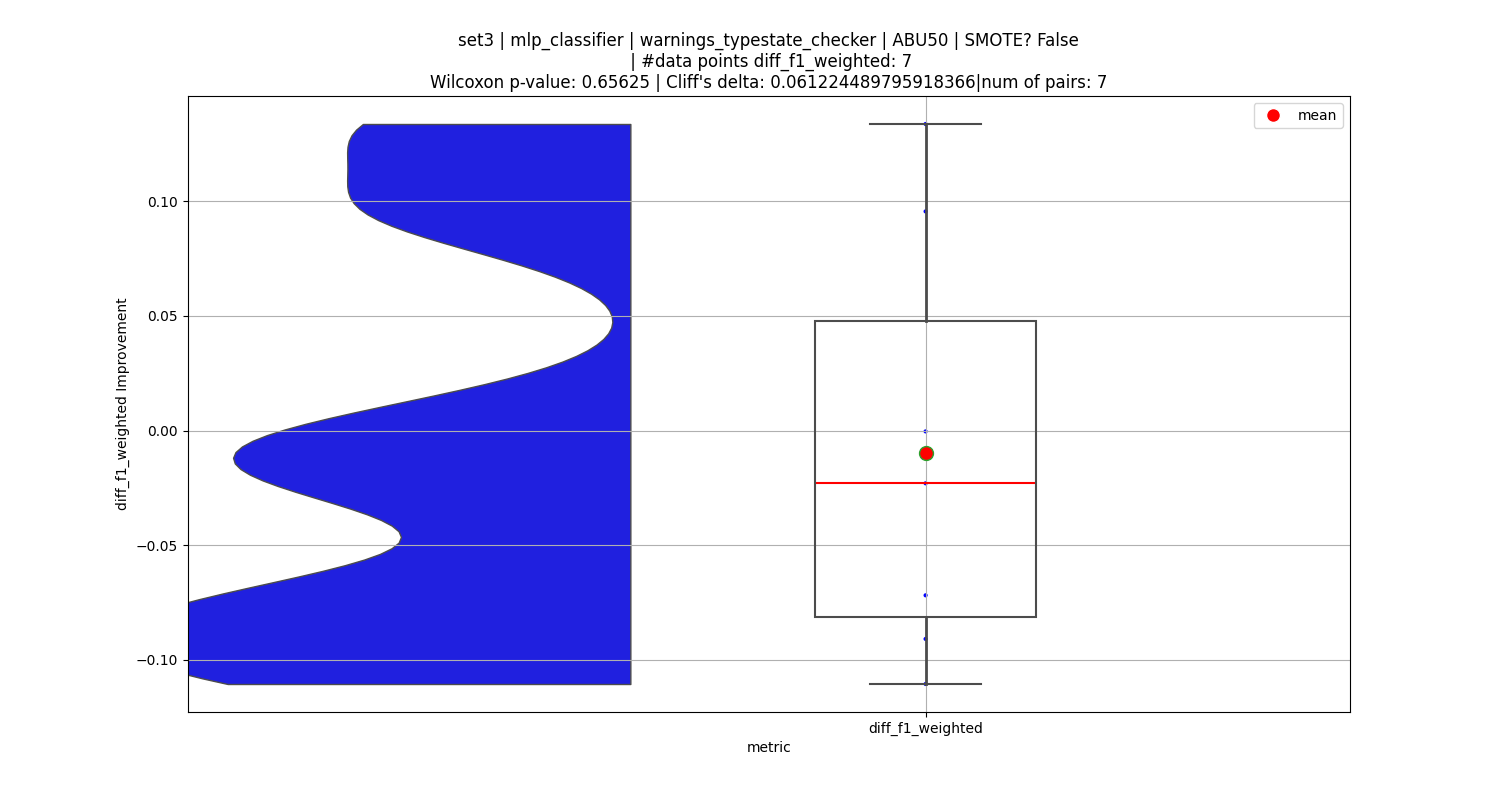 set3 | mlp_classifier | warnings_typestate_checker | ABU50 | SMOTE? False
| #data points diff_f1_weighted: 7
Wilcoxon p-value: 0.65625 | Cliff's delta: 0.061224489795918366|num of pairs: 7
mean
0.10
0.05
0.00
−0.05
−0.10
diff_f1_weighted Improvement
diff_f1_weighted
metric